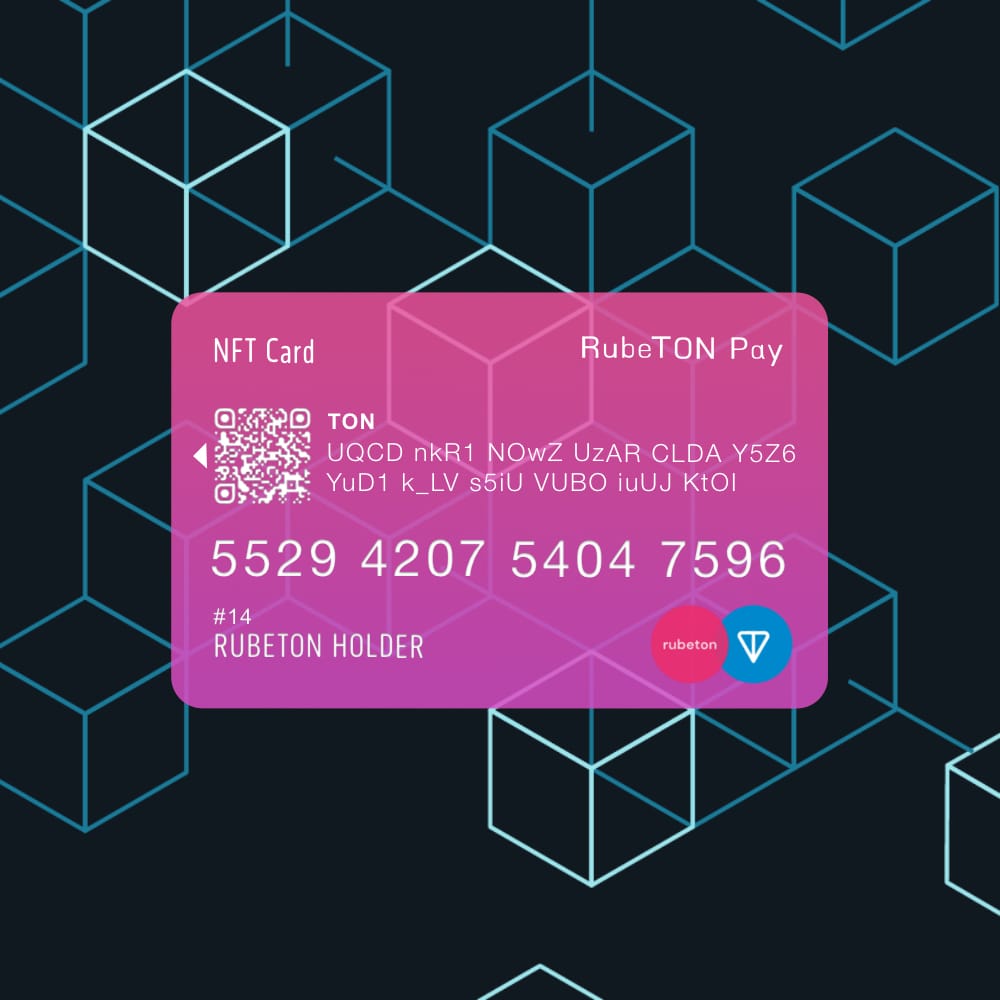 NFT Card
RubeTON Pay
TON
UQCD nkR1 NOwZ UzAR CLDA Y5Z6
YuD1 k_LV s5iU VUBO iuUJ KtOI
5529 4207 5404 7596
#14
RUBETON HOLDER
rubeton